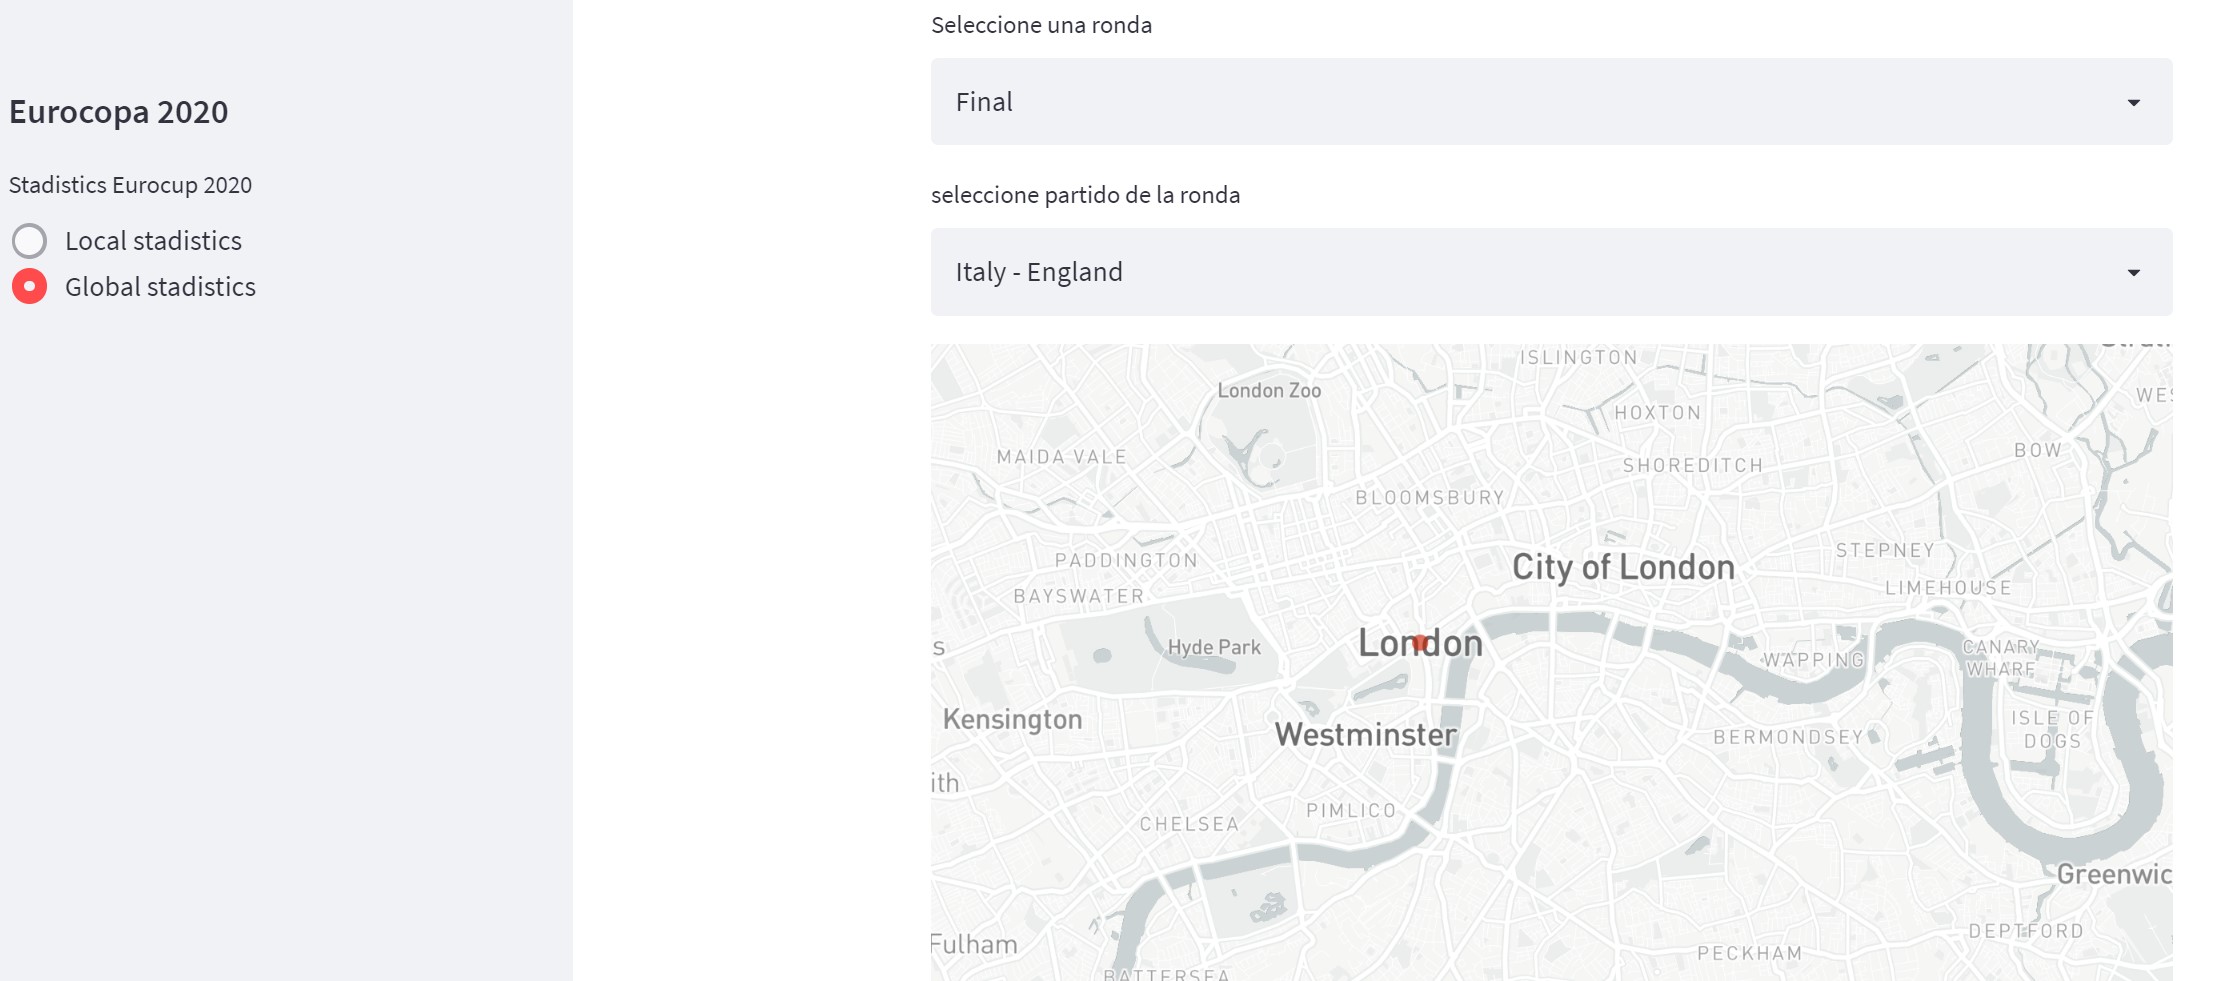 Eurocopa 2020
Stadistics Eurocup 2020
Local stadistics
Global stadistics
Seleccione una ronda
Final
seleccione partido de la ronda
Italy - England
ISLINGTON
London Zoo
WES
HOXTON
MAIDA VALE
BOW
SHOREDITCH
BLOOMSBURY
STEPNEY
PADDINGTON
City of London
LIMEHOUSE
BAYSWATER
London
Hyde Park
s
CANARY
WHARF
WAPPING
Kensington
Westminster
ISLE OF
DOGS
BERMONDSEY
ith
PIMLICO
CHELSEA
Greenwic
DEPTFORD
Fulham
PECKHAM
BATTERSEA